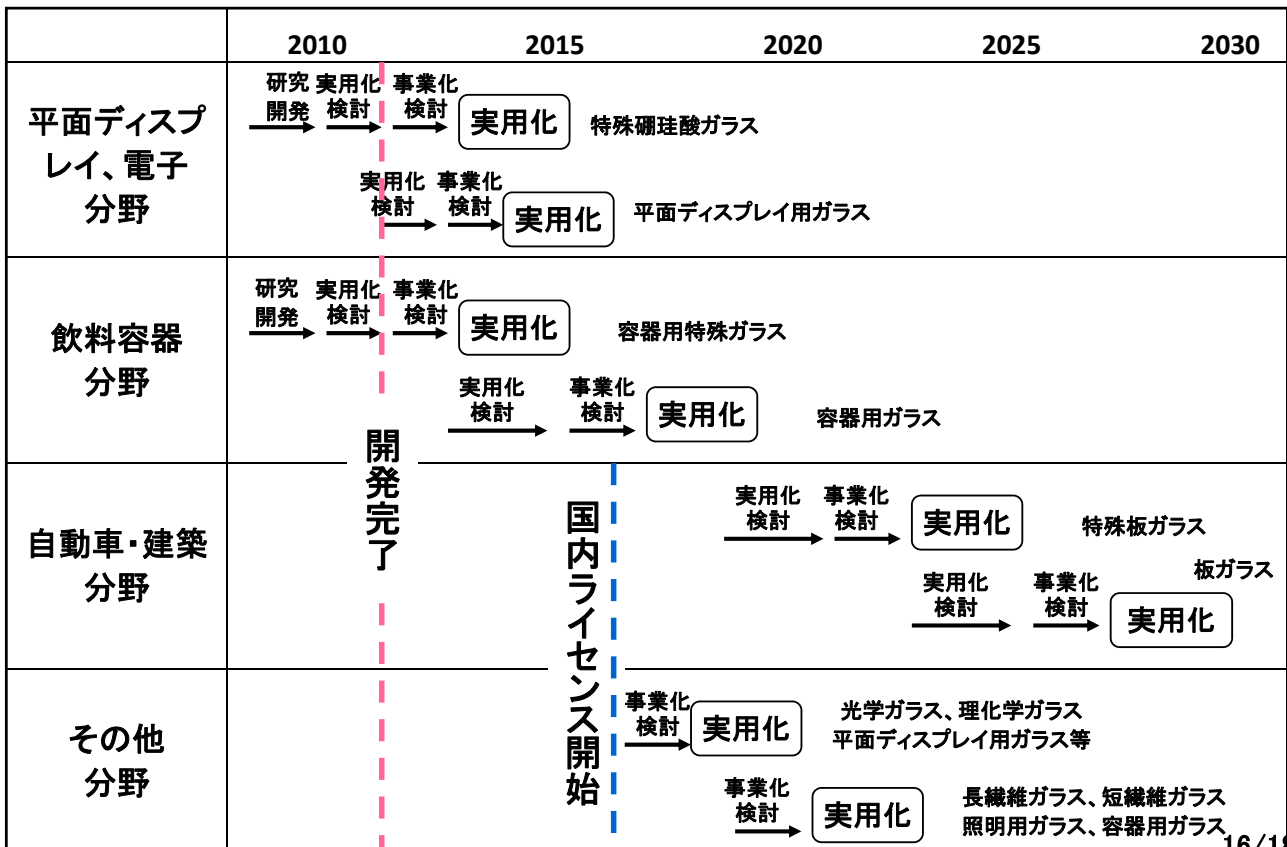 2010 2015 2020 2025 2030
平面ディスプ
レイ、電子
分野
研究
開発
実用化
検討
事業化
検討
実用化
特殊硼珪酸ガラス
実用化
検討
事業化
検討
実用化
平面ディスプレイ用ガラス
飲料容器
分野
研究
開発
実用化
検討
事業化
検討
実用化
容器用特殊ガラス
実用化
検討
事業化
検討
実用化
容器用ガラス
開発完了
国内ライセンス開始
自動車・建築
分野
実用化
検討
事業化
検討
実用化
特殊板ガラス
実用化
検討
事業化
検討
実用化
板ガラス
その他
分野
事業化
検討
実用化
光学ガラス、理化学ガラス
平面ディスプレイ用ガラス等
事業化
検討
実用化
長繊維ガラス、短繊維ガラス
照明用ガラス、容器用ガラス